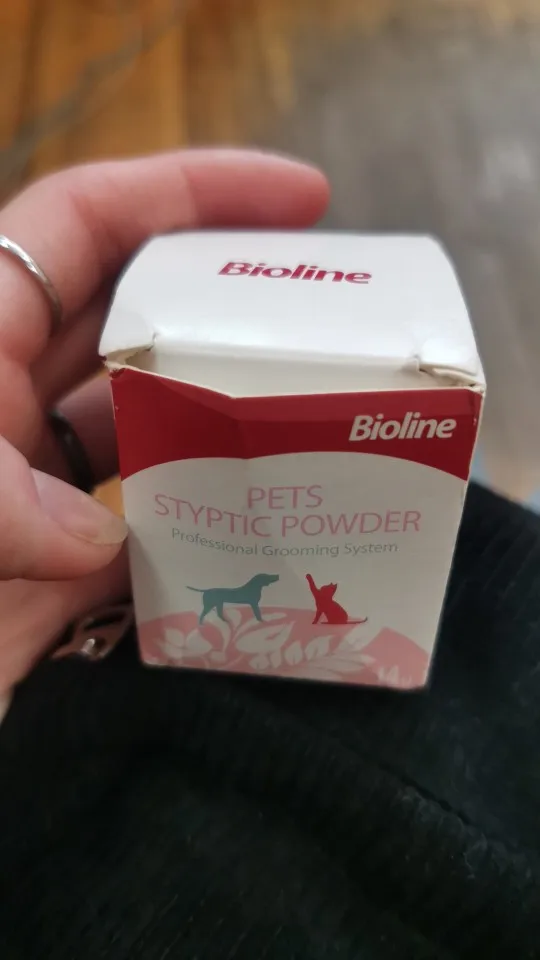 Bioline
Bioline
PETS
STYPTIC POWDER
Professional Grooming System